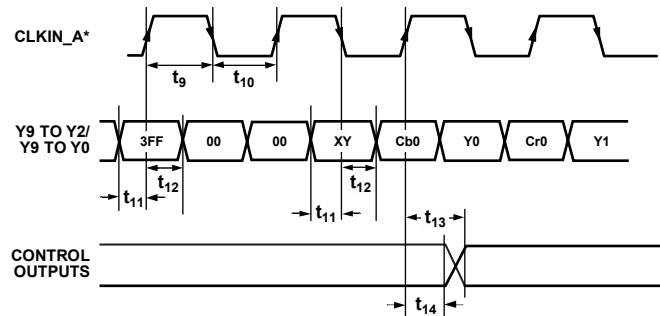 CLKIN_A*
t9 t10
Y9 TO Y2/
Y9 TO Y0
3FF 00 00 XY Cb0 Y0 Cr0 Y1
t11 t12 t11 t12
t13
CONTROL
OUTPUTS
t14